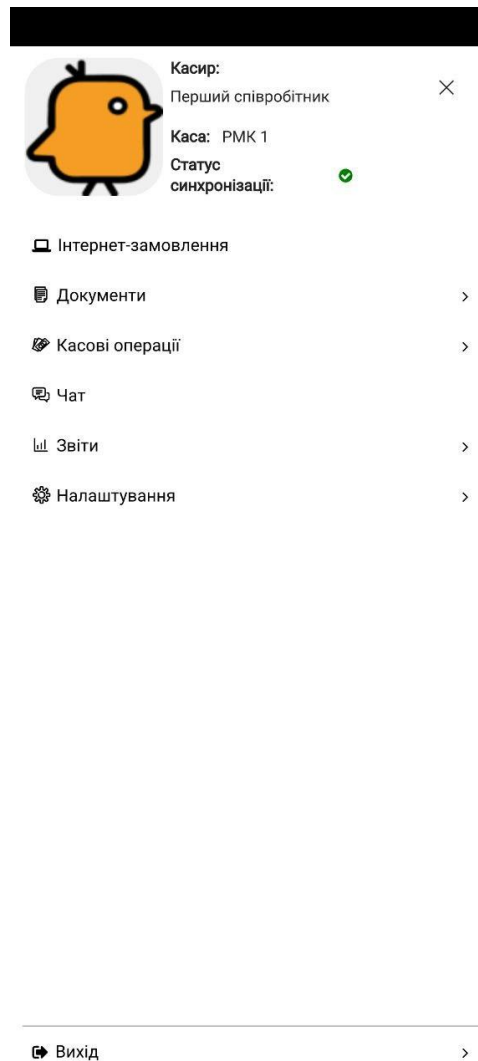 Касир:
Перший співробітник
Каса: РМК 1
Статус
синхронізації:
Інтернет-замовлення
Документи
Касові операції
Чат
Звіти
Налаштування
Вихід